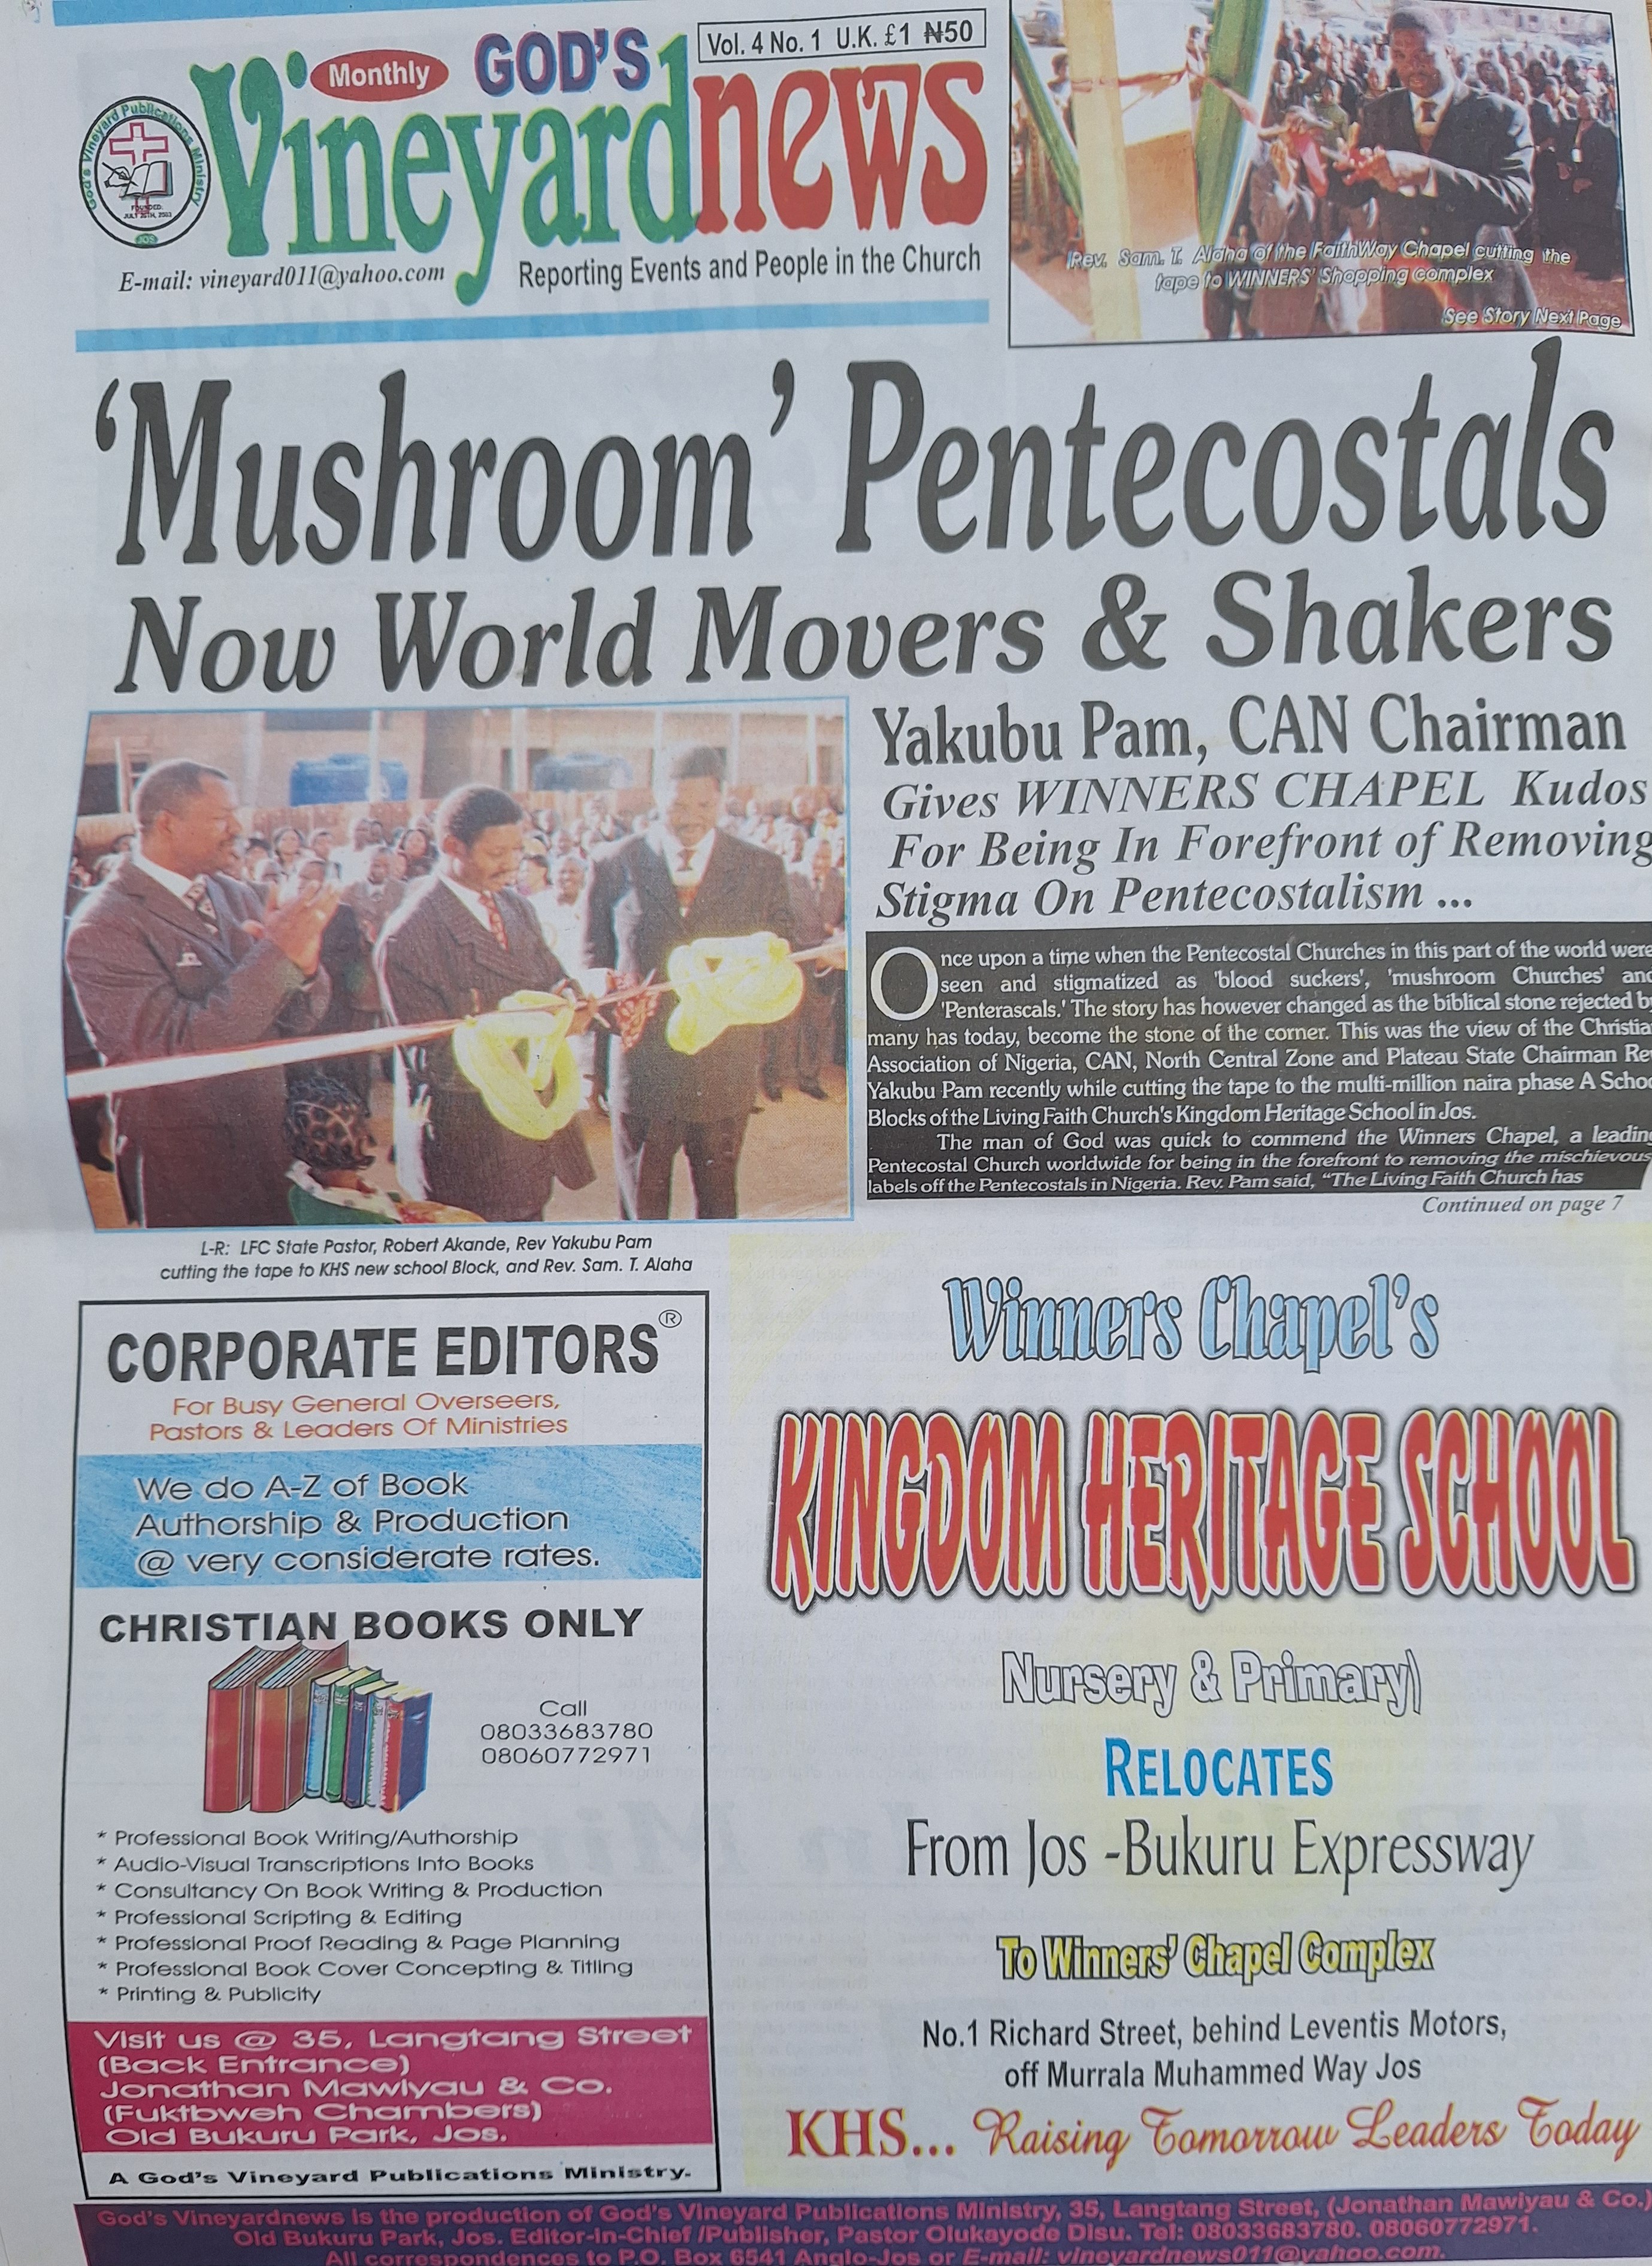 Monthly GOD'S
Vol. 4 No. 1 U.K. £1 ₦50
Vineyardnews
God's Vineyard Publications Ministry
FOUNDED:
JULY 26TH, 2003
JOS
E-mail: vineyard011@yahoo.com
Reporting Events and People in the Church
Rev. Sam. T. Alaha of the FaithWay Chapel cutting the
tape to WINNERS' Shopping complex
See Story Next Page
'Mushroom' Pentecostals
Now World Movers & Shakers
Yakubu Pam, CAN Chairman
Gives WINNERS CHAPEL Kudos
For Being In Forefront of Removing
Stigma On Pentecostalism ...
Once upon a time when the Pentecostal Churches in this part of the world were
seen and stigmatized as 'blood suckers', 'mushroom Churches' and
'Penterascals.' The story has however changed as the biblical stone rejected by
many has today, become the stone of the corner. This was the view of the Christia
Association of Nigeria, CAN, North Central Zone and Plateau State Chairman Re
Yakubu Pam recently while cutting the tape to the multi-million naira phase A Schoo
Blocks of the Living Faith Church's Kingdom Heritage School in Jos.
The man of God was quick to commend the Winners Chapel, a leading
Pentecostal Church worldwide for being in the forefront to removing the mischievous
labels off the Pentecostals in Nigeria. Rev. Pam said, "The Living Faith Church has
Continued on page 7
L-R: LFC State Pastor, Robert Akande, Rev Yakubu Pam
cutting the tape to KHS new school Block, and Rev. Sam. T. Alaha
CORPORATE EDITORS®
For Busy General Overseers,
Pastors & Leaders Of Ministries
We do A-Z of Book
Authorship & Production
@ very considerate rates.
CHRISTIAN BOOKS ONLY
Call
08033683780
08060772971
* Professional Book Writing/Authorship
* Audio-Visual Transcriptions Into Books
* Consultancy On Book Writing & Production
* Professional Scripting & Editing
* Professional Proof Reading & Page Planning
* Professional Book Cover Concepting & Titling
* Printing & Publicity
Visit us @ 35, Langtang Street
(Back Entrance)
Jonathan Mawiyau & Co.
(Fuktbweh Chambers)
Old Bukuru Park, Jos.
A God's Vineyard Publications Ministry.
Winners Chapel's
KINGDOM HERITAGE SCHOOL
Nursery & Primary)
RELOCATES
From Jos -Bukuru Expressway
To Winners' Chapel Complex
No.1 Richard Street, behind Leventis Motors,
off Murrala Muhammed Way Jos
KHS... Raising Tomorrow Leaders Today
God's Vineyardnews is the production of God's Vineyard Publications Ministry, 35, Langtang Street, (Jonathan Mawiyau & Co.)
Old Bukuru Park, Jos. Editor-in-Chief /Publisher, Pastor Olukayode Disu. Tel: 08033683780. 08060772971.
All correspondences to P.O. Box 6541 Anglo-Jos or E-mail: vineyardnews011@yahoo.com.